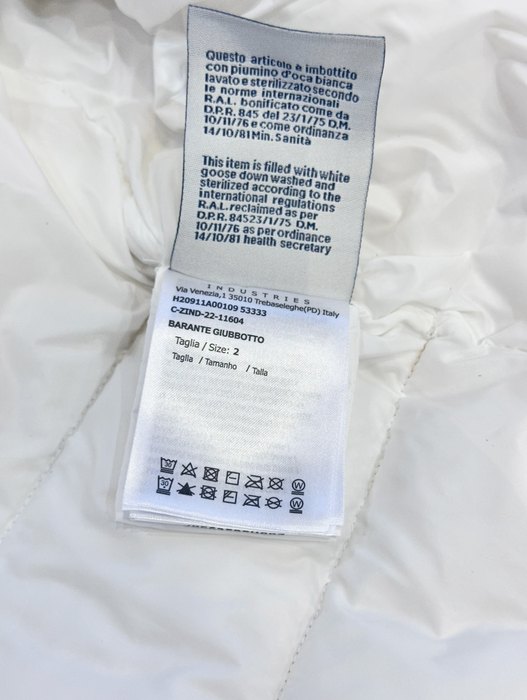 Questo articolo è imbottito
con piumino d'oca bianca
lavato e sterilizzato secondo
le norme internazionali
R.A.L. bonificato come da
D.P.R. 845 del 23/1/75 D.M.
10/11/76 e come ordinanza
14/10/81 Min. Sanità
This item is filled with white
goose down washed and
sterilized according to the
international regulations
R.A.L. reclaimed as per
D.P.R. 84523/1/75 D.M.
10/11/76 as per ordinance
14/10/81 health secretary
INDUSTRIES
Via Venezia,1 35010 Trebaseleghe(PD) Italy
H20911A00109 53333
C-ZIND-22-11604
BARANTE GIUBBOTTO
Taglia / Size: 2
Taglia / Tamanho / Talla
30 W
30 W